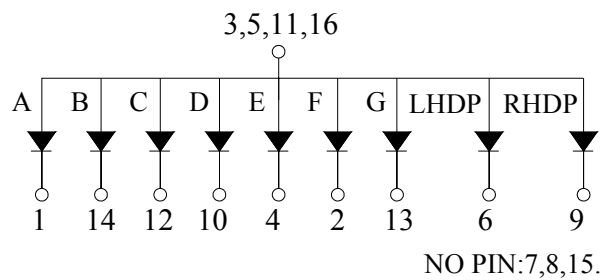 3,5,11,16
A B C D E F G LHDP RHDP
1 14 12 10 4 2 13 6 9
NO PIN:7,8,15.